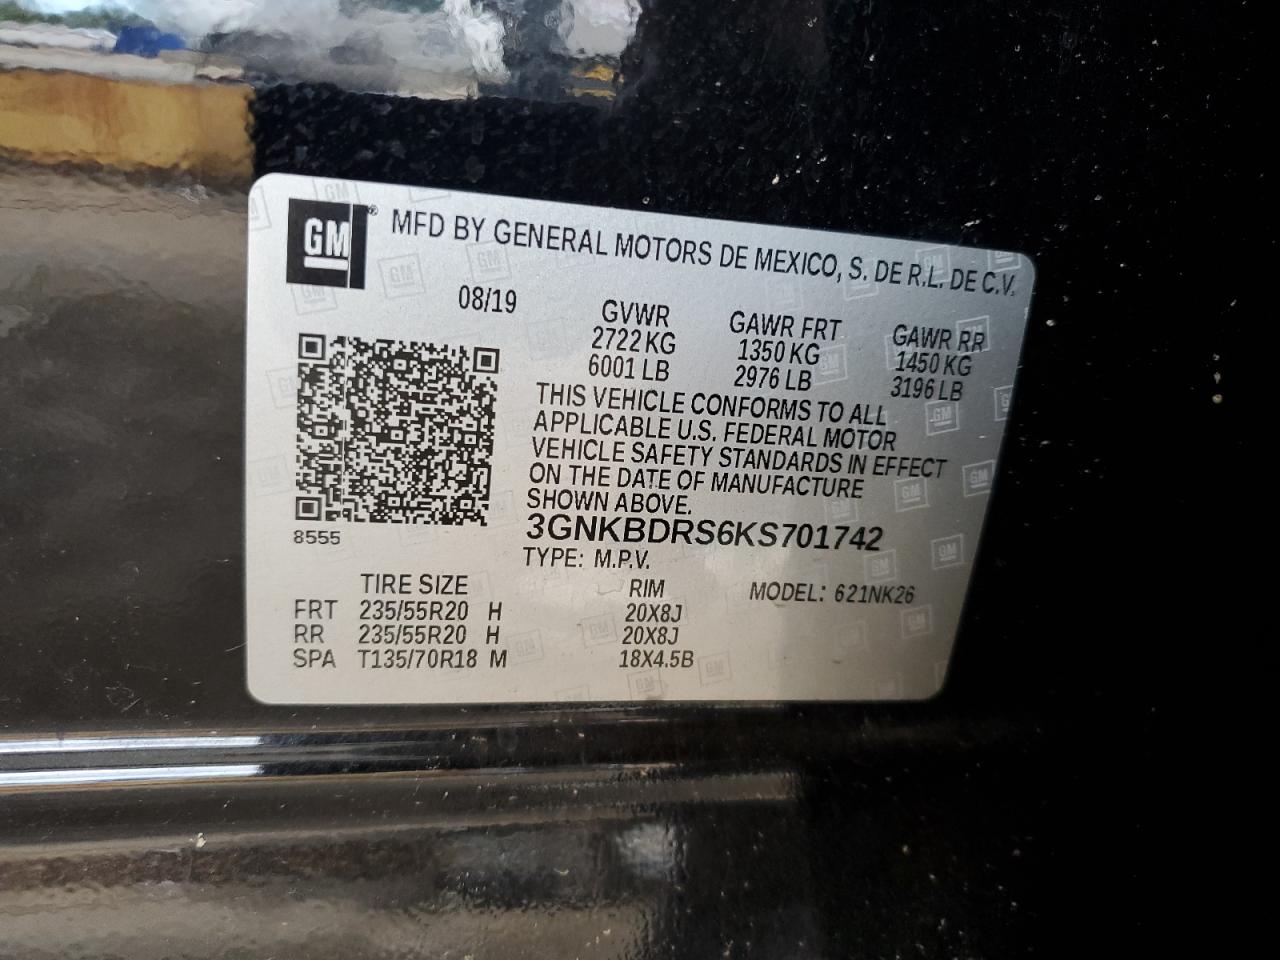 GM ® MFD BY GENERAL MOTORS DE MEXICO, S. DE R.L. DE C.V.
08/19
GVWR GAWR FRT GAWR RR
2722 KG 1350 KG 1450 KG
6001 LB 2976 LB 3196 LB
THIS VEHICLE CONFORMS TO ALL
APPLICABLE U.S. FEDERAL MOTOR
VEHICLE SAFETY STANDARDS IN EFFECT
ON THE DATE OF MANUFACTURE
SHOWN ABOVE.
8555
3GNKBDRS6KS701742
TYPE: M.P.V.
TIRE SIZE RIM MODEL: 621NK26
FRT 235/55R20 H 20X8J
RR 235/55R20 H 20X8J
SPA T135/70R18 M 18X4.5B